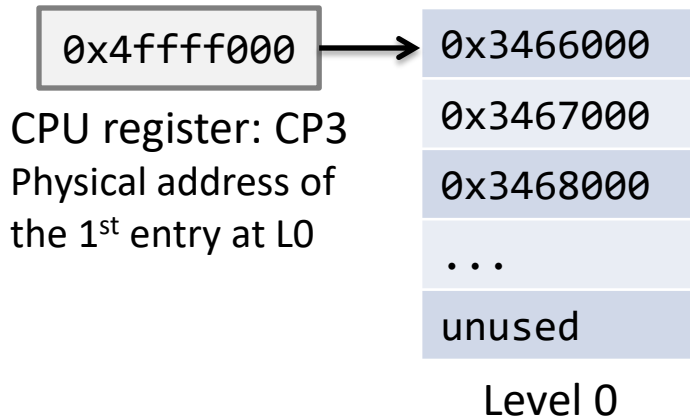 0x4ffff000
CPU register: CP3
Physical address of
the 1st entry at L0
0x3466000
0x3467000
0x3468000
...
unused
Level 0